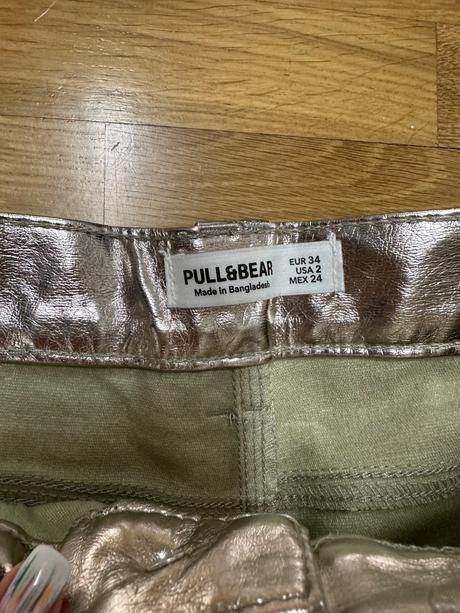 PULL&BEAR
Made in Bangladesh
EUR 34
USA 2
MEX 24